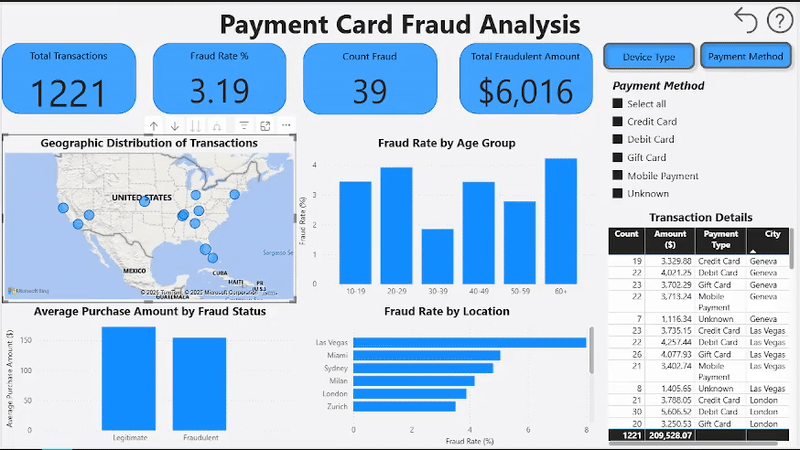 Payment Card Fraud Analysis
Total Transactions
1221
Fraud Rate %
3.19
Count Fraud
39
Total Fraudulent Amount
$6,016
Device Type
Payment Method
Payment Method
Select all
Credit Card
Debit Card
Gift Card
Mobile Payment
Unknown
Geographic Distribution of Transactions
UNITED STATES
MEXICO
CUBA
HAITI
PR
(U.S.)
GUATEMALA
Sargasso Se
Microsoft Bing
© 2025 TomTom, © 2025 Microsoft Corporation
Fraud Rate by Age Group
Fraud Rate (%)
4
3
2
1
0
10-19
20-29
30-39
40-49
50-59
60+
Average Purchase Amount by Fraud Status
Average Purchase Amount ($)
150
100
50
0
Legitimate
Fraudulent
Fraud Rate by Location
Las Vegas
Miami
Sydney
Milan
London
Zurich
0
2
4
6
8
Fraud Rate (%)
Transaction Details
Count Amount ($) Payment Type City
19 3,329.88 Credit Card Geneva
22 4,021.25 Debit Card Geneva
23 3,702.29 Gift Card Geneva
22 3,713.24 Mobile Payment Geneva
7 1,116.34 Unknown Geneva
23 3,735.15 Credit Card Las Vegas
22 4,257.44 Debit Card Las Vegas
26 4,077.93 Gift Card Las Vegas
21 3,402.74 Mobile Payment Las Vegas
8 1,405.65 Unknown Las Vegas
21 3,788.05 Credit Card London
30 5,606.52 Debit Card London
20 3,250.53 Gift Card London
1221 209,528.07